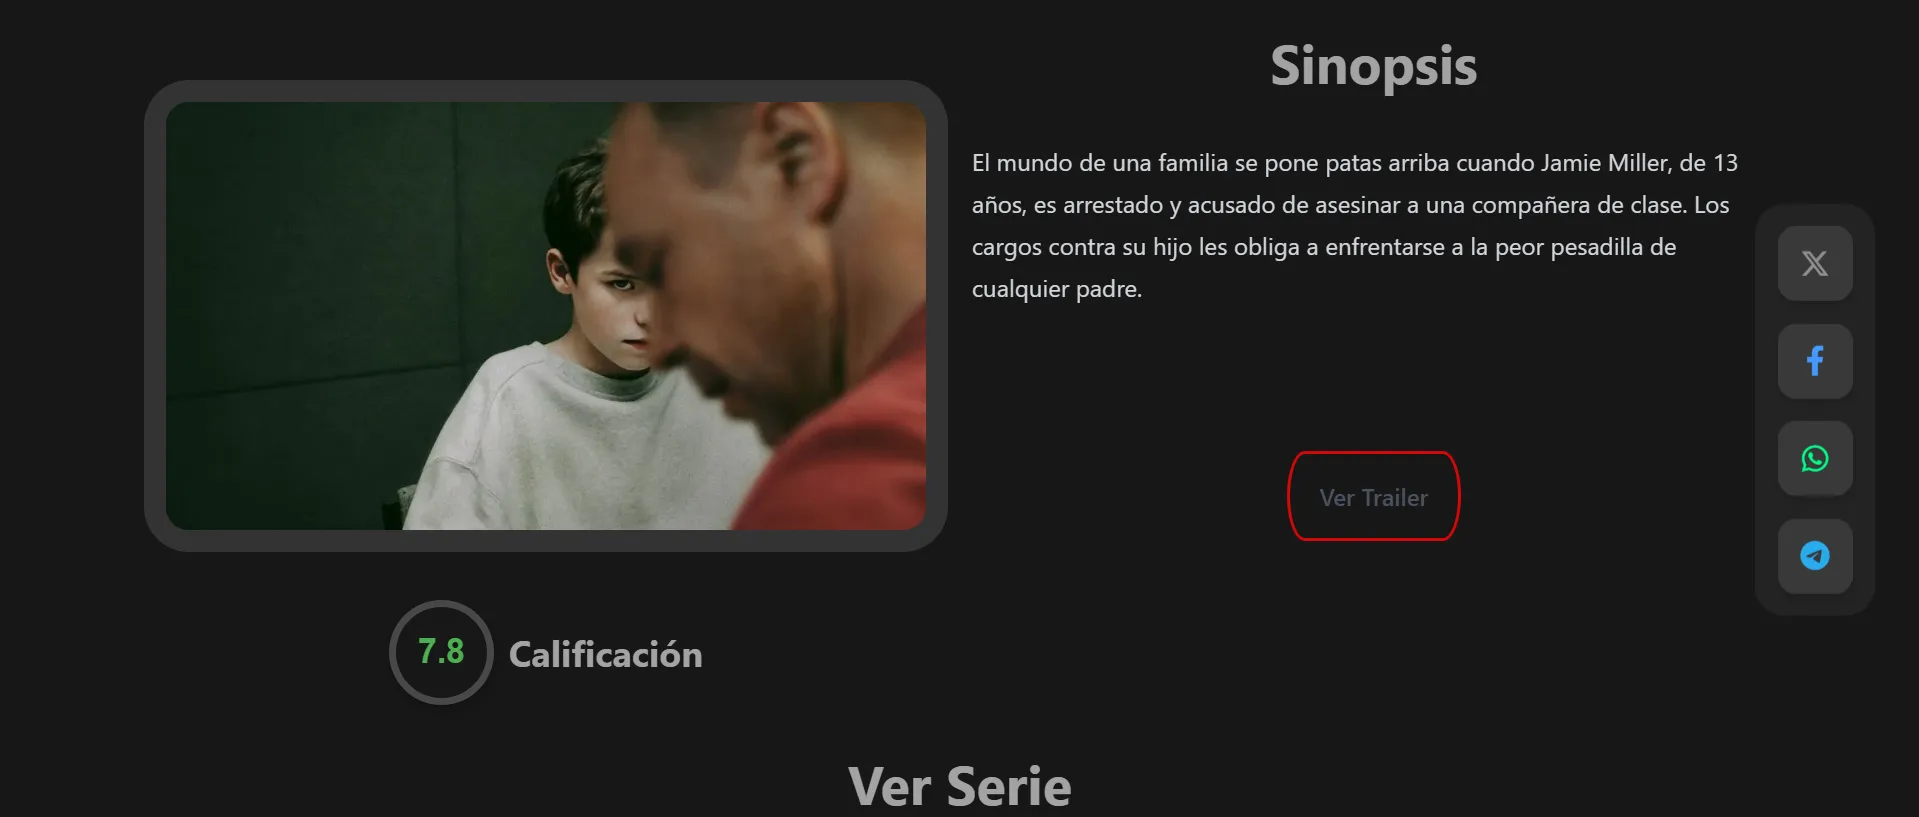 Sinopsis
El mundo de una familia se pone patas arriba cuando Jamie Miller, de 13
años, es arrestado y acusado de asesinar a una compañera de clase. Los
cargos contra su hijo les obliga a enfrentarse a la peor pesadilla de
cualquier padre.
Ver Trailer
7.8 Calificación
Ver Serie